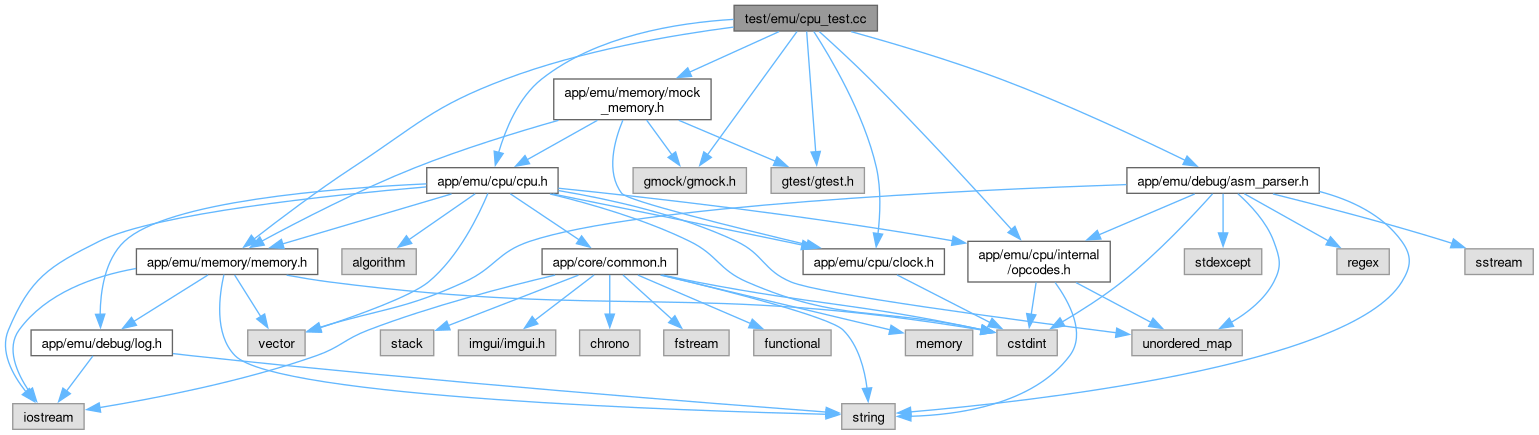 test/emu/cpu_test.cc
app/emu/memory/mock
_memory.h
app/emu/cpu/cpu.h
gmock/gmock.h
gtest/gtest.h
app/emu/debug/asm_parser.h
app/emu/memory/memory.h
algorithm
app/core/common.h
app/emu/cpu/clock.h
app/emu/cpu/internal
/opcodes.h
stdexcept
regex
sstream
app/emu/debug/log.h
vector
stack
imgui/imgui.h
chrono
fstream
functional
memory
cstdint
unordered_map
iostream
string